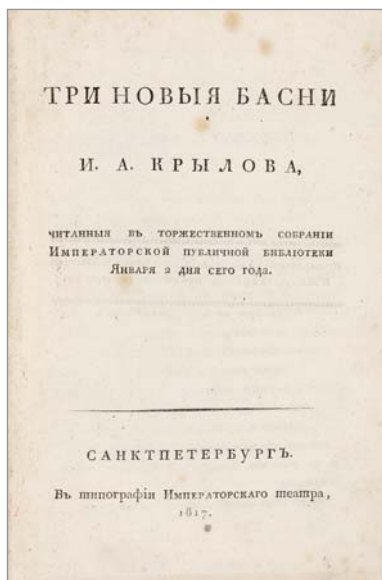 ТРИ НОВЫЯ БАСНИ
И. А. КРЫЛОВА,
ЧИТАННЫЯ ВЪ ТОРЖЕСТВЕННОМЪ СОБРАНІИ
ИМПЕРАТОРСКОЙ ПУБЛИЧНОЙ БИБЛІОТЕКИ
ЯНВАРЯ 2 ДНЯ СЕГО ГОДА.
САНКТПЕТЕРБУРГЪ.
Въ типографіи ИМПЕРАТОРСКАГО театра,
1817.